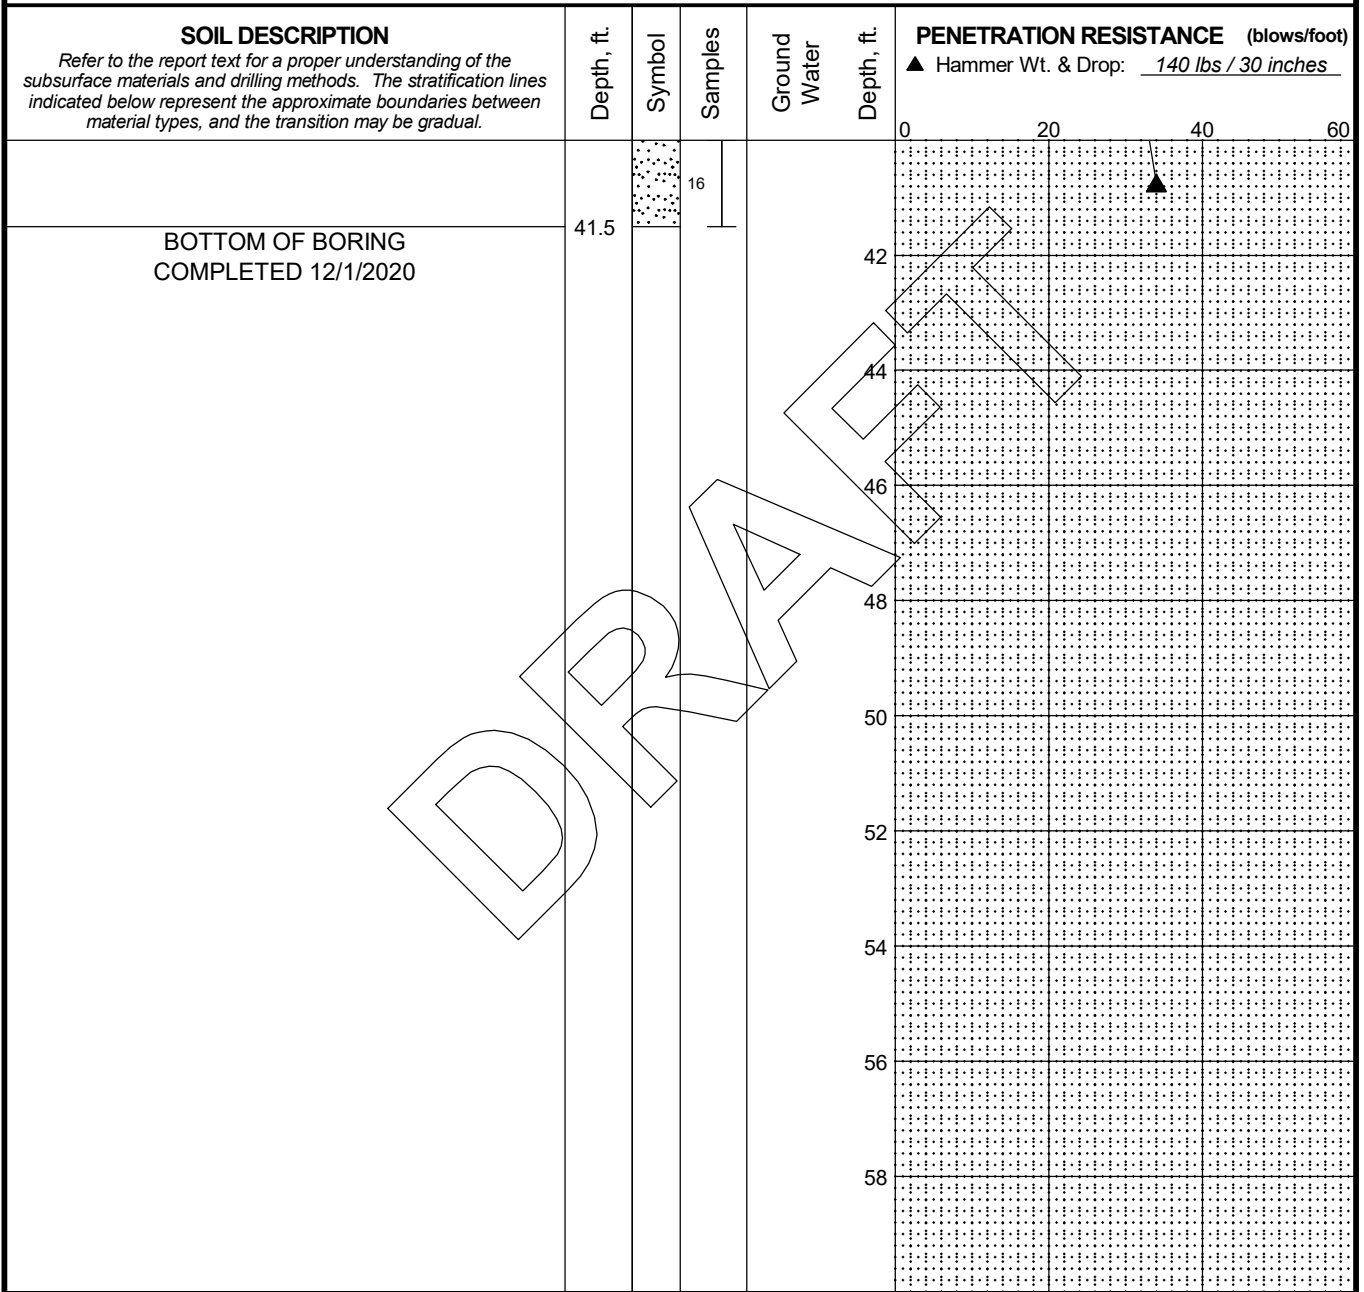 SOIL DESCRIPTION
Refer to the report text for a proper understanding of the
subsurface materials and drilling methods. The stratification lines
indicated below represent the approximate boundaries between
material types, and the transition may be gradual.
Depth, ft.
Symbol
Samples
Ground
Water
Depth, ft.
PENETRATION RESISTANCE (blows/foot)
▲ Hammer Wt. & Drop: 140 lbs / 30 inches
0 20 40 60
16
41.5
BOTTOM OF BORING
COMPLETED 12/1/2020
42
44
46
48
50
52
54
56
58
DRAFT